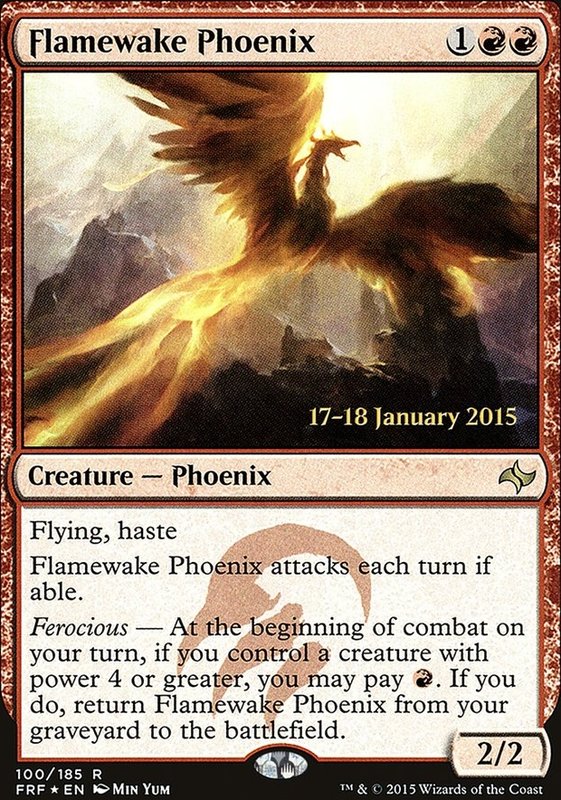 Flamewake Phoenix 1
17–18 January 2015
Creature — Phoenix
Flying, haste
Flamewake Phoenix attacks each turn if
able.
Ferocious — At the beginning of combat on
your turn, if you control a creature with
power 4 or greater, you may pay . If you
do, return Flamewake Phoenix from your
graveyard to the battlefield.
2/2
100/185 R
FRF ★ EN Min Yum
™ & © 2015 Wizards of the Coast